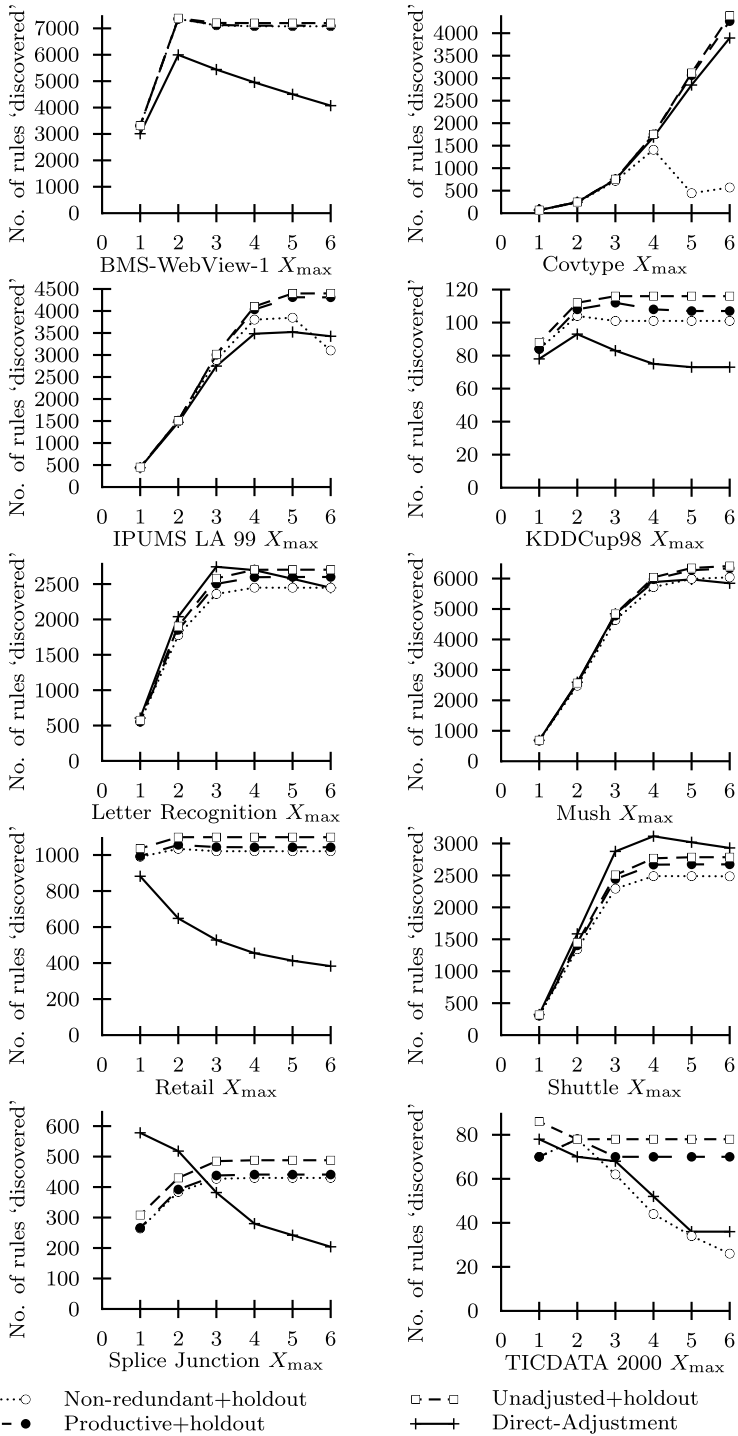 No. of rules ‘discovered’
7000
6000
5000
4000
3000
2000
1000
0
0 1 2 3 4 5 6
BMS-WebView-1 Xmax
No. of rules ‘discovered’
4000
3500
3000
2500
2000
1500
1000
500
0
0 1 2 3 4 5 6
Covtype Xmax
No. of rules ‘discovered’
4500
4000
3500
3000
2500
2000
1500
1000
500
0
0 1 2 3 4 5 6
IPUMS LA 99 Xmax
No. of rules ‘discovered’
120
100
80
60
40
20
0
0 1 2 3 4 5 6
KDDCup98 Xmax
No. of rules ‘discovered’
2500
2000
1500
1000
500
0
0 1 2 3 4 5 6
Letter Recognition Xmax
No. of rules ‘discovered’
6000
5000
4000
3000
2000
1000
0
0 1 2 3 4 5 6
Mush Xmax
No. of rules ‘discovered’
1000
800
600
400
200
0
0 1 2 3 4 5 6
Retail Xmax
No. of rules ‘discovered’
3000
2500
2000
1500
1000
500
0
0 1 2 3 4 5 6
Shuttle Xmax
No. of rules ‘discovered’
600
500
400
300
200
100
0
0 1 2 3 4 5 6
Splice Junction Xmax
No. of rules ‘discovered’
80
60
40
20
0
0 1 2 3 4 5 6
TICDATA 2000 Xmax
Non-redundant+holdout
Productive+holdout
Unadjusted+holdout
Direct-Adjustment